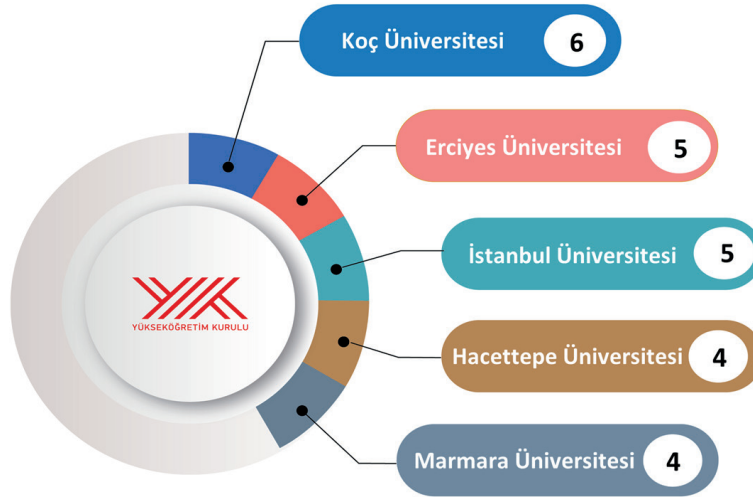 Koç Üniversitesi 6
Erciyes Üniversitesi 5
İstanbul Üniversitesi 5
YÜKSEKÖĞRETİM KURULU
Hacettepe Üniversitesi 4
Marmara Üniversitesi 4